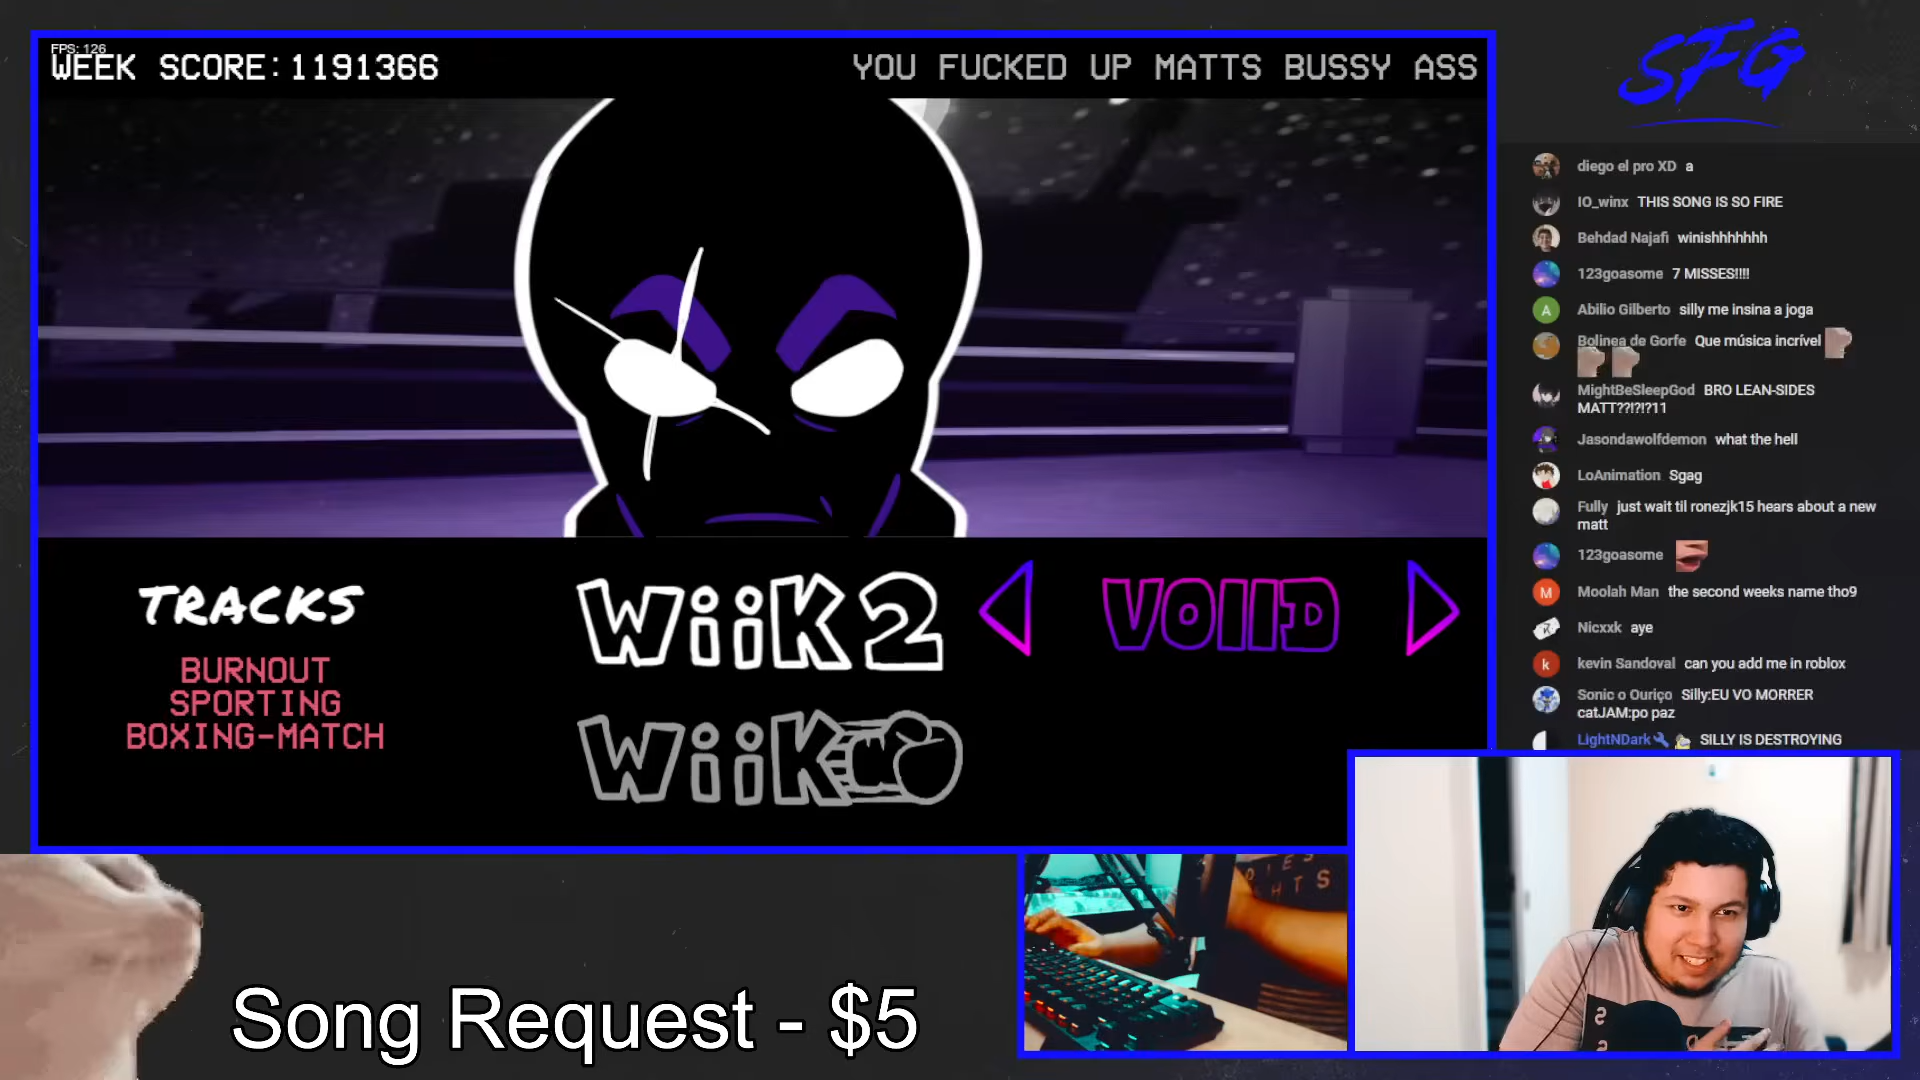 FPS: 126
WEEK SCORE:1191366
YOU FUCKED UP MATTS BUSSY ASS
TRACKS
BURNOUT
SPORTING
BOXING-MATCH
WiiK 2
VOIID
WiiK
SFG
diego el pro XD a
IO_winx THIS SONG IS SO FIRE
Behdad Najafi winishhhhhhh
123goasome 7 MISSES!!!!
A
Abilio Gilberto silly me insina a joga
Bolinea de Gorfe Que música incrível
MightBeSleepGod BRO LEAN-SIDES
MATT??!?!?11
Jasondawolfdemon what the hell
LoAnimation Sgag
Fully just wait til ronezjk15 hears about a new
matt
123goasome
M
Moolah Man the second weeks name tho9
Nicxxk aye
k
kevin Sandoval can you add me in roblox
Sonic o Ouriço Silly:EU VO MORRER
catJAM:po paz
LightNDark SILLY IS DESTROYING
Song Request - $5